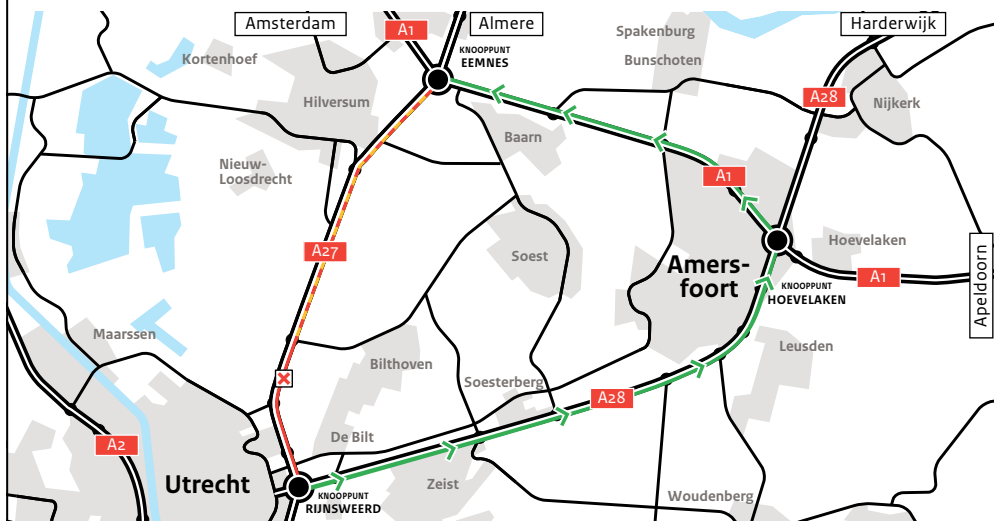 Amsterdam
Almere
Harderwijk
A1
KNOOPPUNT
EEMNES
Spakenburg
Bunschoten
Kortenhoef
Hilversum
A28
Nijkerk
Baarn
Nieuw-
Loosdrecht
A1
A27
Soest
Hoevelaken
Amers-
foort
KNOOPPUNT
HOEVELAKEN
A1
Apeldoorn
Maarssen
Bilthoven
Leusden
Soesterberg
A28
A2
De Bilt
Utrecht
Zeist
KNOOPPUNT
RIJNSWEERD
Woudenberg